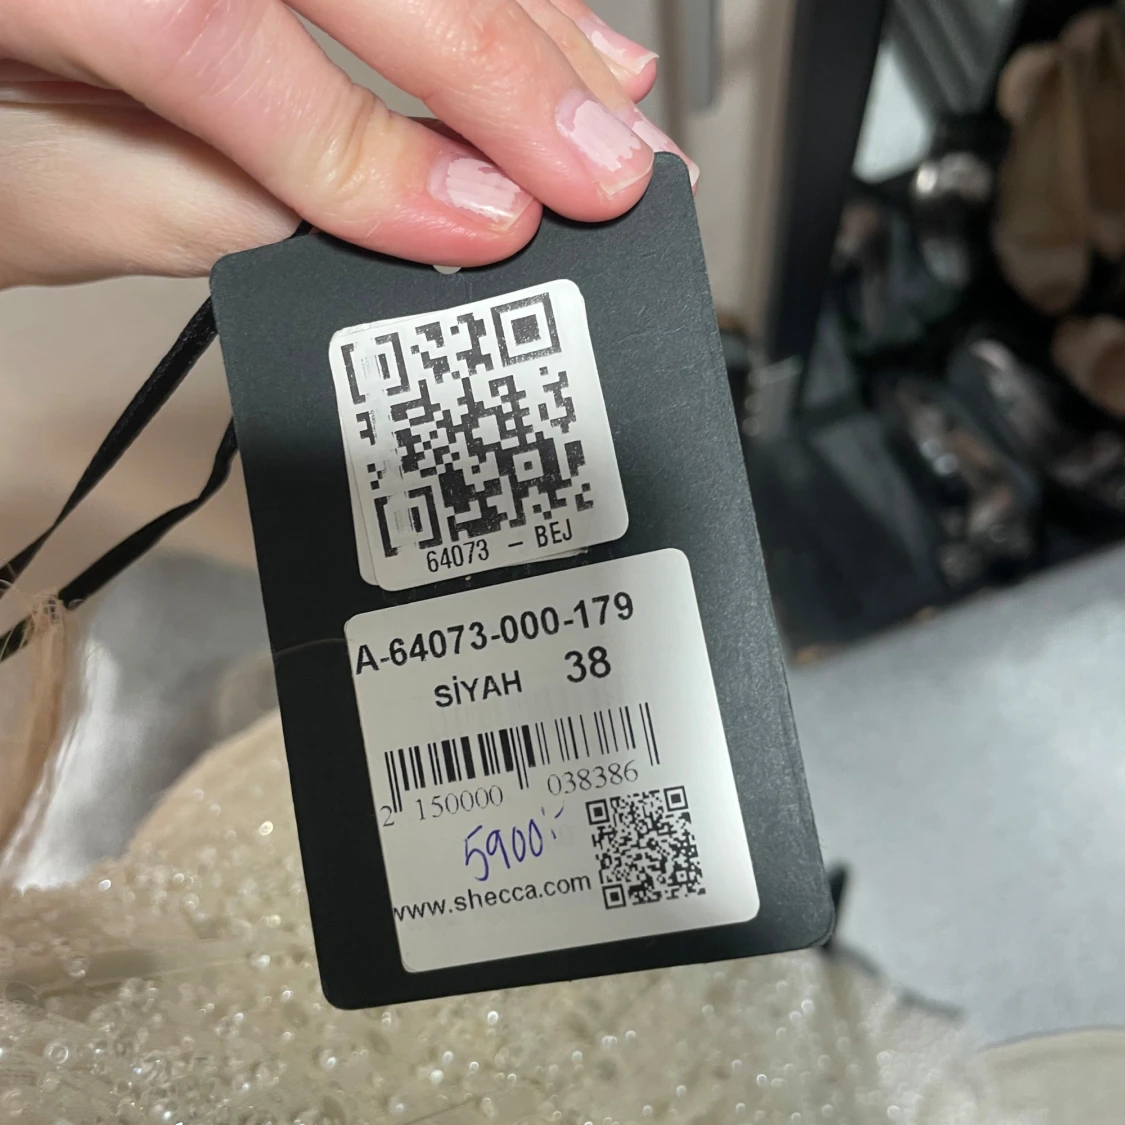 64073 - BEJ
A-64073-000-179
SİYAH 38
2 150000 038386
5900:-
www.shecca.com